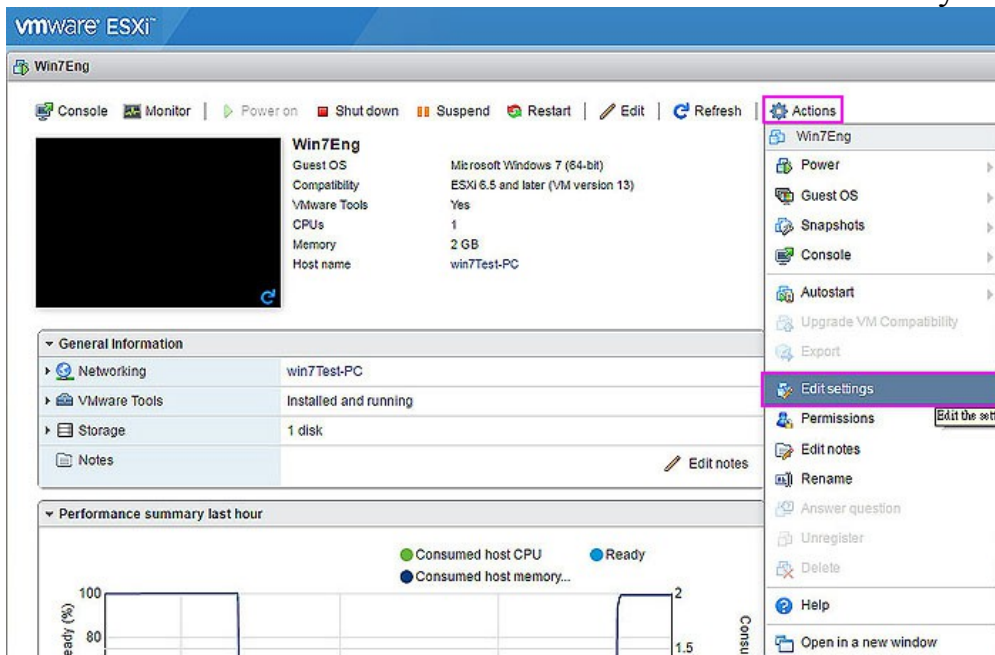 vmware ESXi™
Win7Eng
Console Monitor Power on Shut down Suspend Restart Edit Refresh Actions
Win7Eng
Guest OS Microsoft Windows 7 (64-bit)
Compatibility ESXi 6.5 and later (VM version 13)
VMware Tools Yes
CPUs 1
Memory 2 GB
Host name win7Test-PC
General Information
Networking win7Test-PC
VMware Tools Installed and running
Storage 1 disk
Notes Edit notes
Performance summary last hour
Consumed host CPU Ready
Consumed host memory...
100 2
80 1.5
Win7Eng
Power
Guest OS
Snapshots
Console
Autostart
Upgrade VM Compatibility
Export
Edit settings
Permissions
Edit the
Edit notes
Rename
Answer question
Unregister
Delete
Help
Open in a new window